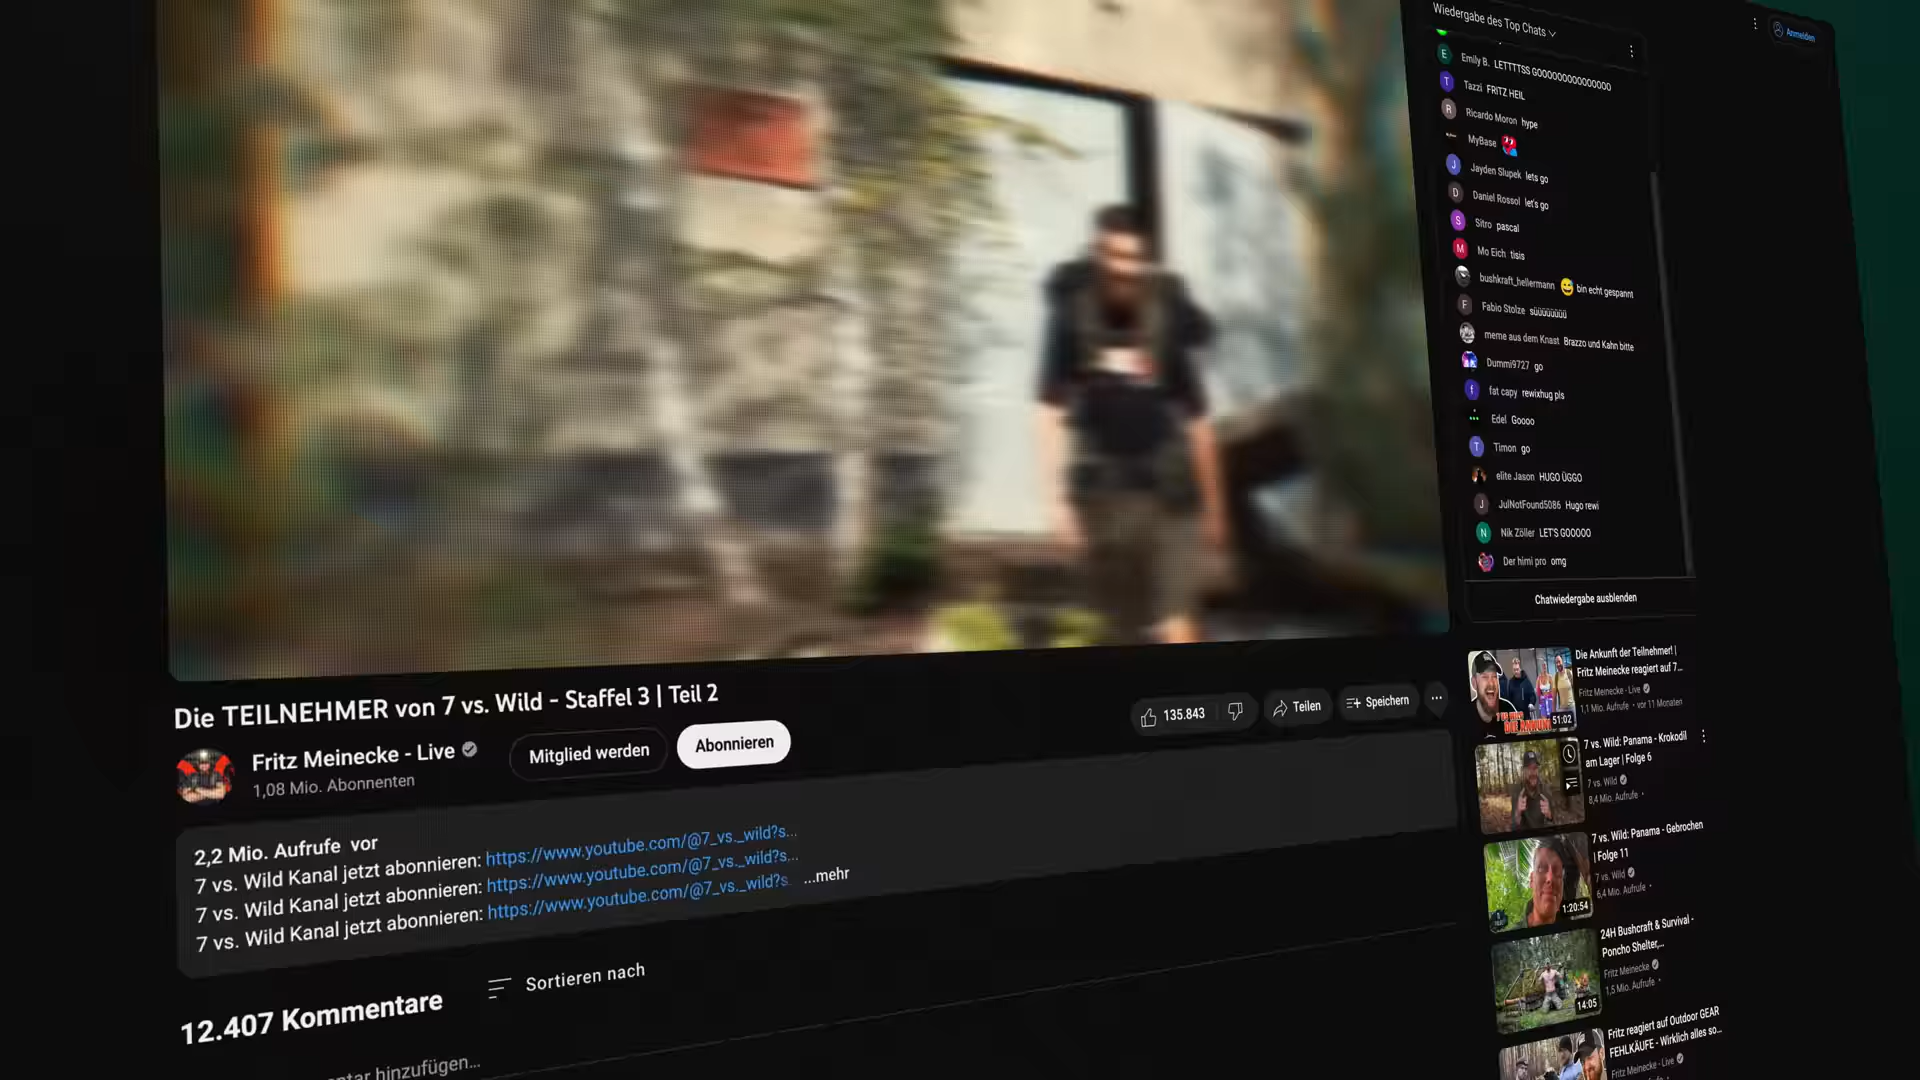 Wiedergabe des Top Chats
Anmelden
Emily B. LETTTTSS GOOOOOOOOOOOOOOO
Tazzi FRITZ HEIL
Ricardo Moron hype
MyBase
Jayden Slupek lets go
Daniel Rossol let's go
Sitro pascal
Mo Eich tisis
bushkraft_hellermann 😅 bin echt gespannt
Fabio Stolze süüüüüüüü
meme aus dem Knast Brazzo und Kahn bitte
Dummi9727 go
fat capy rewixhug pls
Edel Goooo
Timon go
elite Jason HUGO ÜGGO
JulNotFound5086 Hugo rewi
Nik Zöller LET'S GOOOOO
Der himi pro omg
Chatwiedergabe ausblenden
Die TEILNEHMER von 7 vs. Wild - Staffel 3 | Teil 2
Fritz Meinecke - Live
1,08 Mio. Abonnenten
Mitglied werden
Abonnieren
135.843
Teilen
Speichern
2,2 Mio. Aufrufe vor
7 vs. Wild Kanal jetzt abonnieren: https://www.youtube.com/@7_vs._wild?s...
7 vs. Wild Kanal jetzt abonnieren: https://www.youtube.com/@7_vs._wild?s...
7 vs. Wild Kanal jetzt abonnieren: https://www.youtube.com/@7_vs._wild?s. ...mehr
12.407 Kommentare
Sortieren nach
hinzufügen...
Die Ankunft der Teilnehmer! |
Fritz Meinecke reagiert auf 7...
Fritz Meinecke - Live
1,1 Mio. Aufrufe • vor 11 Monaten
51:02
7 vs. Wild: Panama - Krokodil
am Lager | Folge 6
7 vs. Wild
8,4 Mio. Aufrufe •
7 vs. Wild: Panama - Gebrochen
| Folge 11
7 vs. Wild
6,4 Mio. Aufrufe •
1:20:54
24H Bushcraft & Survival -
Poncho Shelter,...
Fritz Meinecke
1,5 Mio. Aufrufe •
14:05
Fritz reagiert auf Outdoor GEAR
FEHLKÄUFE - Wirklich alles so...
Fritz Meinecke - Live